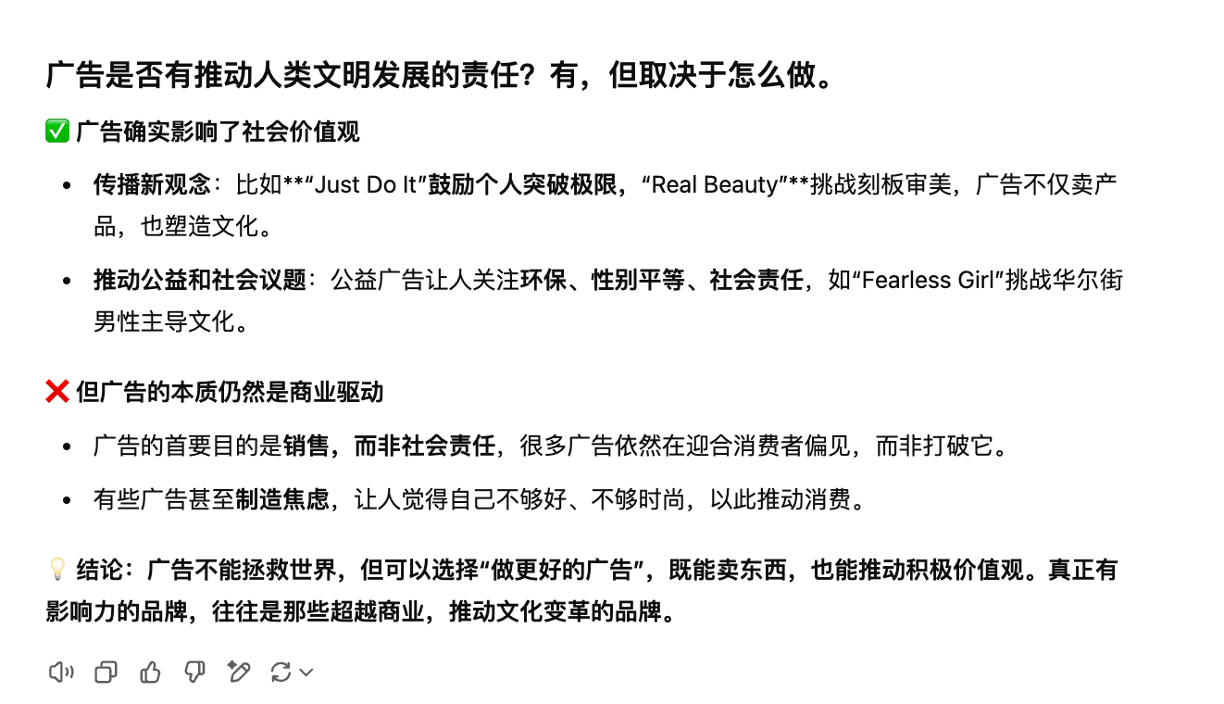 广告是否有推动人类文明发展的责任？有，但取决于怎么做。
✅ 广告确实影响了社会价值观
• 传播新观念：比如**“Just Do It”鼓励个人突破极限，“Real Beauty”**挑战刻板审美，广告不仅卖产
品，也塑造文化。
• 推动公益和社会议题：公益广告让人关注环保、性别平等、社会责任，如“Fearless Girl”挑战华尔街
男性主导文化。
❌ 但广告的本质仍然是商业驱动
• 广告的首要目的是销售，而非社会责任，很多广告依然在迎合消费者偏见，而非打破它。
• 有些广告甚至制造焦虑，让人觉得自己不够好、不够时尚，以此推动消费。
💡 结论：广告不能拯救世界，但可以选择“做更好的广告”，既能卖东西，也能推动积极价值观。真正有
影响力的品牌，往往是那些超越商业，推动文化变革的品牌。